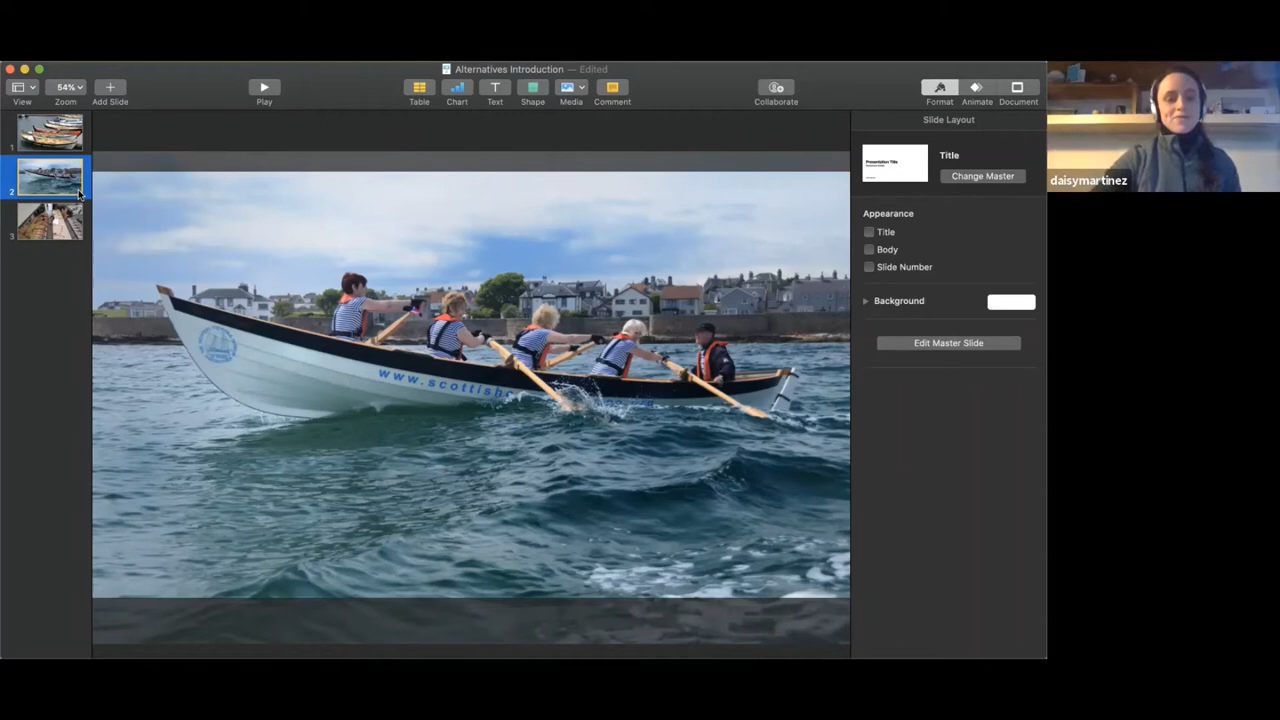 Alternatives Introduction — Edited
54%
View
Zoom
Add Slide
Play
Table
Chart
Text
Shape
Media
Comment
Collaborate
Format
Animate
Document
Slide Layout
Title
Change Master
Appearance
Title
Body
Slide Number
Background
Edit Master Slide
1
2
3
Presentation Title
www.scottish
daisymartinez